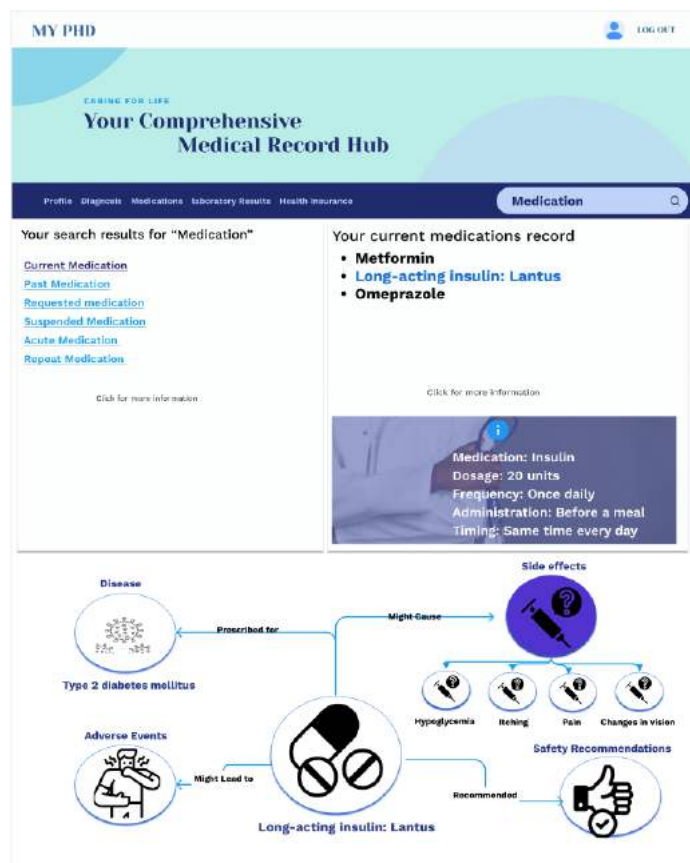 MY PHD
LOG OUT
CARING FOR LIFE
Your Comprehensive
Medical Record Hub
Profile Diagnosis Medications laboratory Results Health Insurance
Medication
Your search results for “Medication”
Current Medication
Past Medication
Requested medication
Suspended Medication
Acute Medication
Repeat Medication
Click for more information
Your current medications record
• Metformin
• Long-acting insulin: Lantus
• Omeprazole
Click for more information
Medication: Insulin
Dosage: 20 units
Frequency: Once daily
Administration: Before a meal
Timing: Same time every day
Side effects
Disease
Might Cause
Prescribed for
Type 2 diabetes mellitus
Hypoglycemia
Itching
Pain
Changes in vision
Adverse Events
Safety Recommendations
Might Lead to
Recommended
Long-acting insulin: Lantus